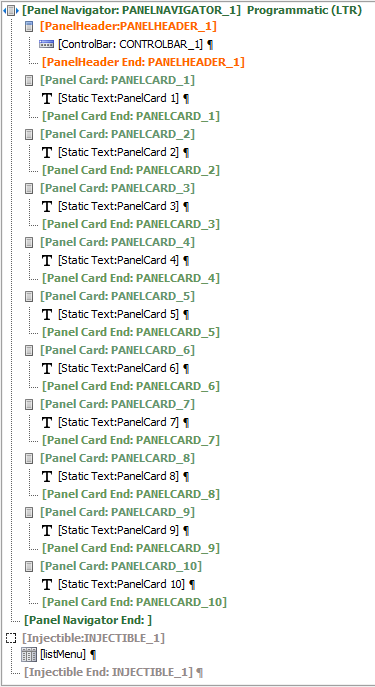 [Panel Navigator: PANELNAVIGATOR_1] Programmatic (LTR)
[PanelHeader:PANELHEADER_1]
[ControlBar: CONTROLBAR_1] ¶
[PanelHeader End: PANELHEADER_1]
[Panel Card: PANELCARD_1]
[Static Text:PanelCard 1] ¶
[Panel Card End: PANELCARD_1]
[Panel Card: PANELCARD_2]
[Static Text:PanelCard 2] ¶
[Panel Card End: PANELCARD_2]
[Panel Card: PANELCARD_3]
[Static Text:PanelCard 3] ¶
[Panel Card End: PANELCARD_3]
[Panel Card: PANELCARD_4]
[Static Text:PanelCard 4] ¶
[Panel Card End: PANELCARD_4]
[Panel Card: PANELCARD_5]
[Static Text:PanelCard 5] ¶
[Panel Card End: PANELCARD_5]
[Panel Card: PANELCARD_6]
[Static Text:PanelCard 6] ¶
[Panel Card End: PANELCARD_6]
[Panel Card: PANELCARD_7]
[Static Text:PanelCard 7] ¶
[Panel Card End: PANELCARD_7]
[Panel Card: PANELCARD_8]
[Static Text:PanelCard 8] ¶
[Panel Card End: PANELCARD_8]
[Panel Card: PANELCARD_9]
[Static Text:PanelCard 9] ¶
[Panel Card End: PANELCARD_9]
[Panel Card: PANELCARD_10]
[Static Text:PanelCard 10] ¶
[Panel Card End: PANELCARD_10]
[Panel Navigator End: ]
[Injectible:INJECTIBLE_1]
[listMenu] ¶
[Injectible End: INJECTIBLE_1] ¶